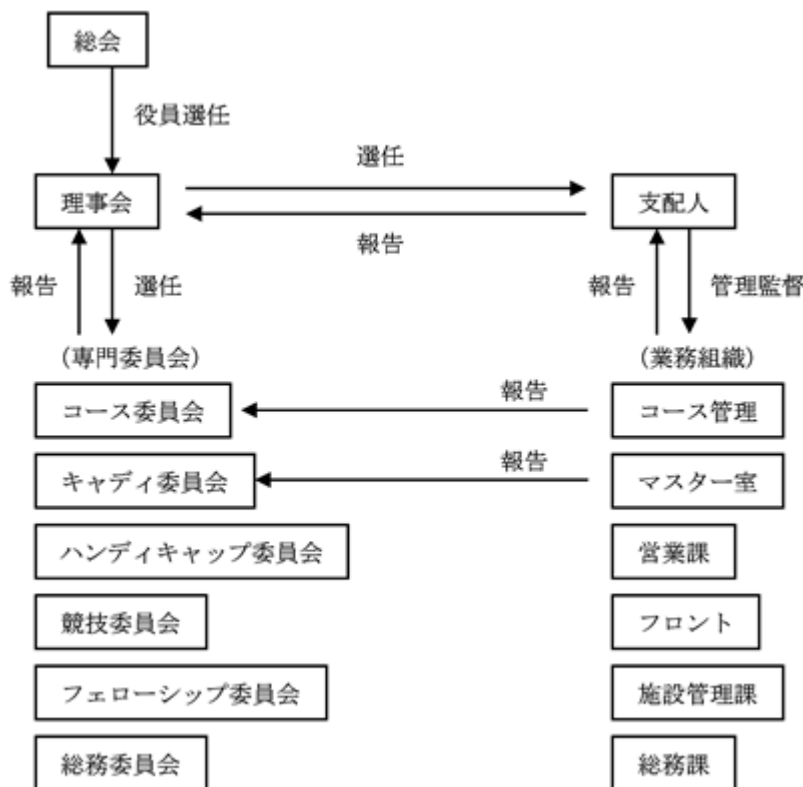 総会
役員選任
選任
理事会
支配人
報告
報告
選任
報告
管理監督
(専門委員会)
(業務組織)
コース委員会
報告
コース管理
キャディ委員会
報告
マスター室
ハンディキャップ委員会
営業課
競技委員会
フロント
フェローシップ委員会
施設管理課
総務委員会
総務課